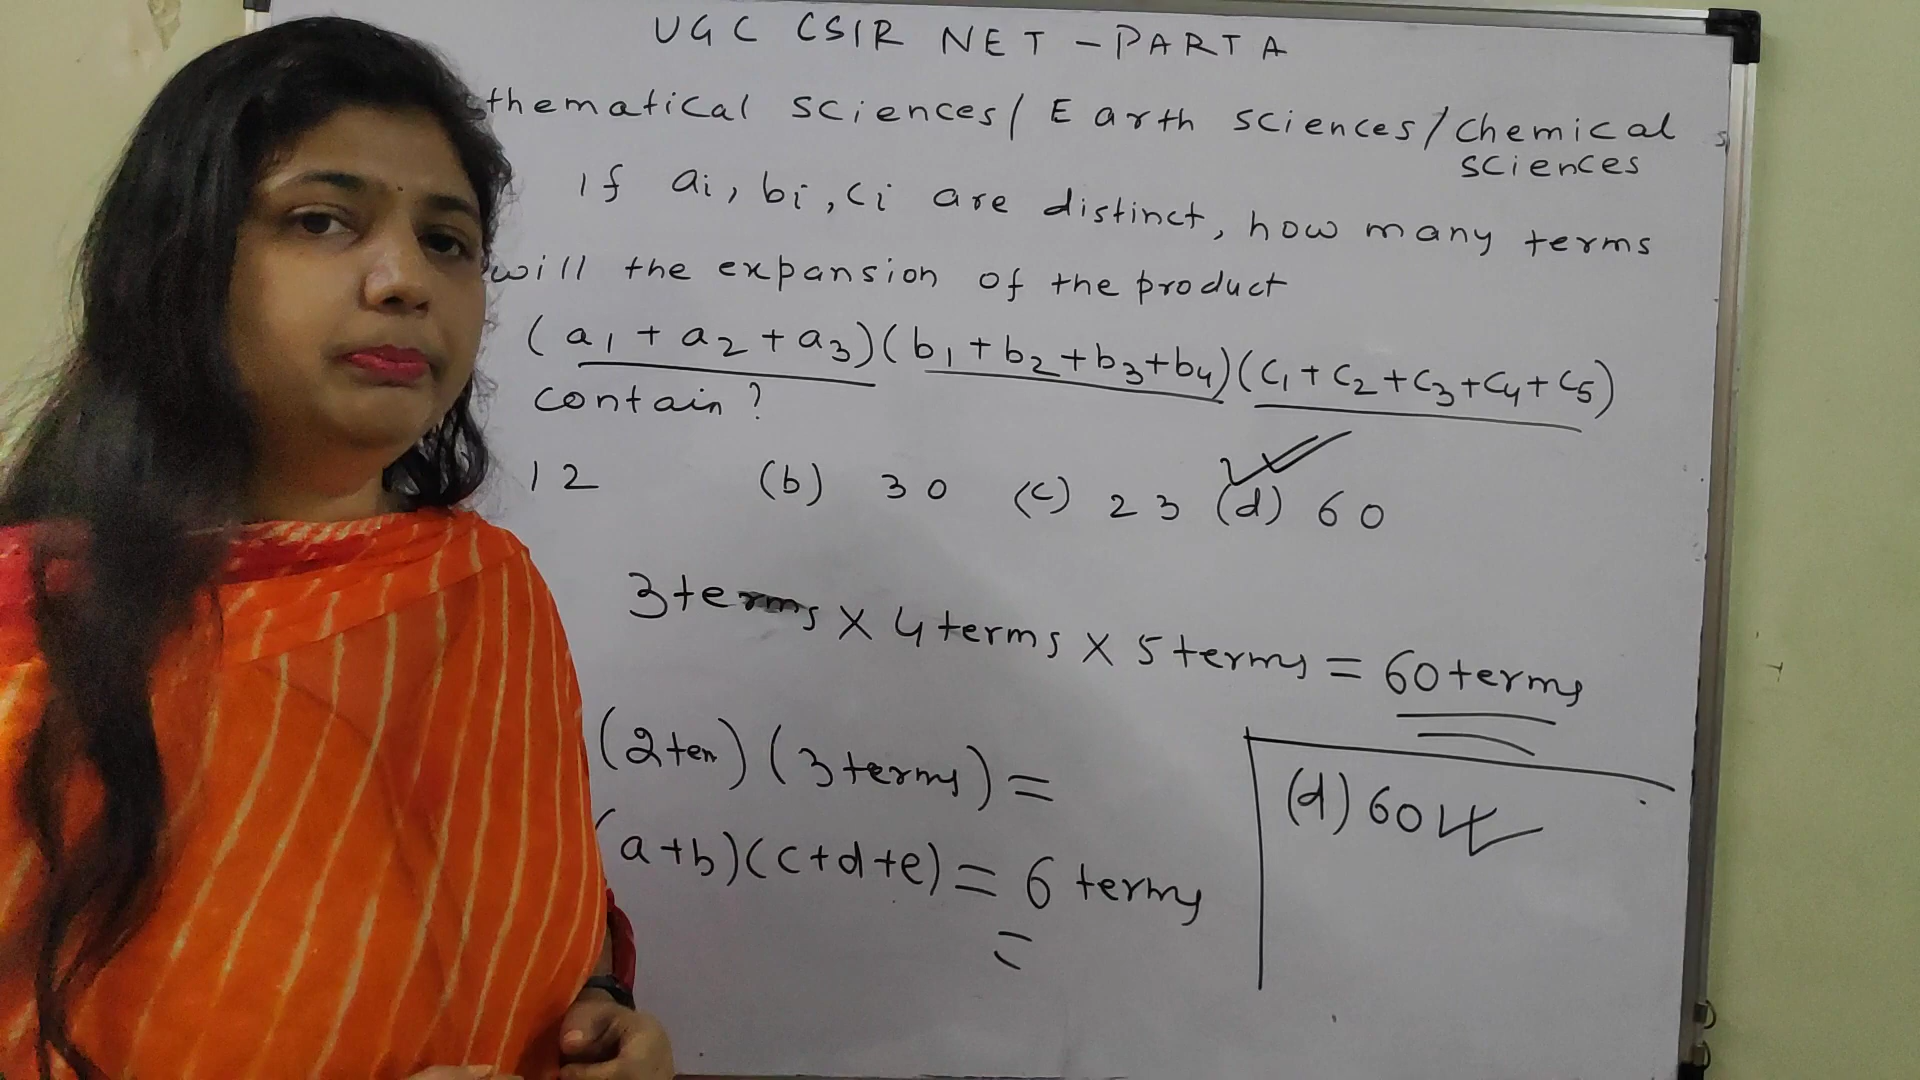 UGC CSIR NET - PART A
thematical sciences / Earth sciences / Chemical
sciences
If ai, bi, ci are distinct, how many terms
will the expansion of the product
(a1 + a2 + a3)(b1 + b2 + b3 + b4)(c1 + c2 + c3 + c4 + c5)
contain?
12 (b) 30 (c) 23 (d) 60
3 terms × 4 terms × 5 terms = 60 terms
(2 ten) (3 terms) =
(a+b)(c+d+e) = 6 terms
=
(d) 60